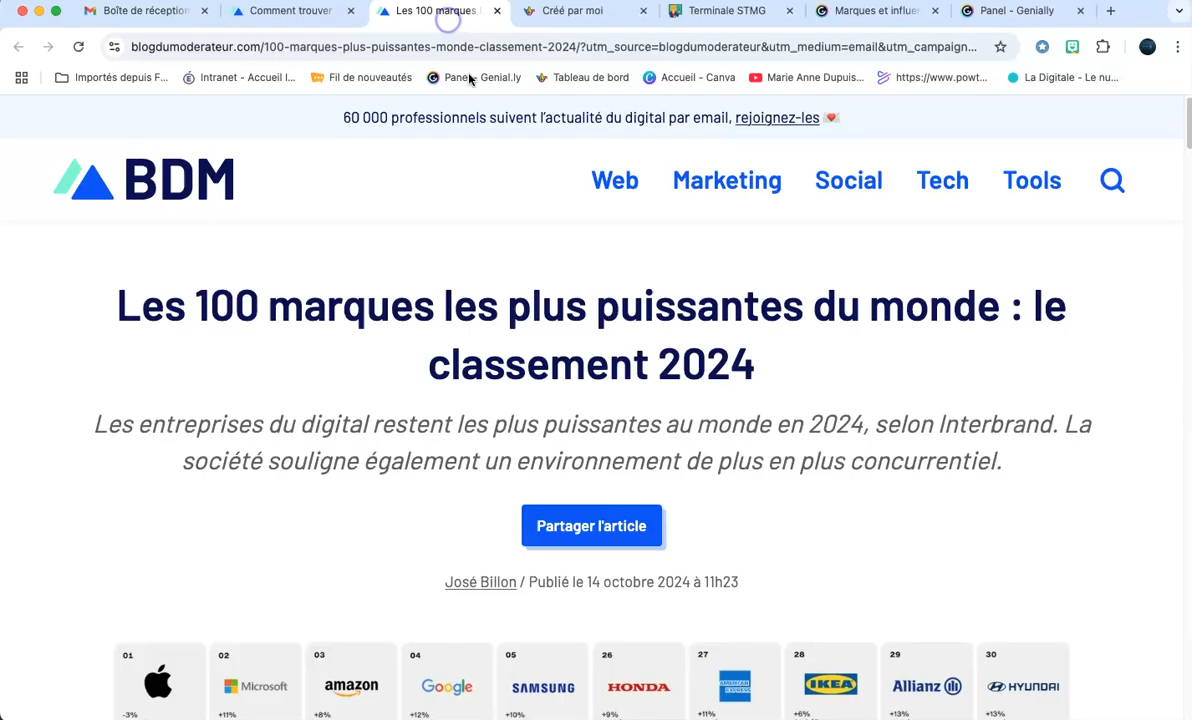 Boîte de réception
Comment trouver
Les 100 marques
Créé par moi
Terminale STMG
Marques et influe
Panel - Genially
blogdumoderateur.com/100-marques-plus-puissantes-monde-classement-2024/?utm_source=blogdumoderateur&utm_medium=email&utm_campaign...
Importés depuis F...
Intranet - Accueil I...
Fil de nouveautés
Panel - Genial.ly
Tableau de bord
Accueil - Canva
Marie Anne Dupuis...
https://www.powt...
La Digitale - Le nu...
60 000 professionnels suivent l'actualité du digital par email, rejoignez-les 💌
BDM
Web
Marketing
Social
Tech
Tools
Les 100 marques les plus puissantes du monde : le
classement 2024
Les entreprises du digital restent les plus puissantes au monde en 2024, selon Interbrand. La
société souligne également un environnement de plus en plus concurrentiel.
Partager l'article
José Billon / Publié le 14 octobre 2024 à 11h23
01 02 03 04 05 26 27 28 29 30
Microsoft amazon Google SAMSUNG HONDA AMERICAN EXPRESS IKEA Allianz HYUNDAI
-3% +11% +8% +12% +10% +9% +11% +6% +13% +13%